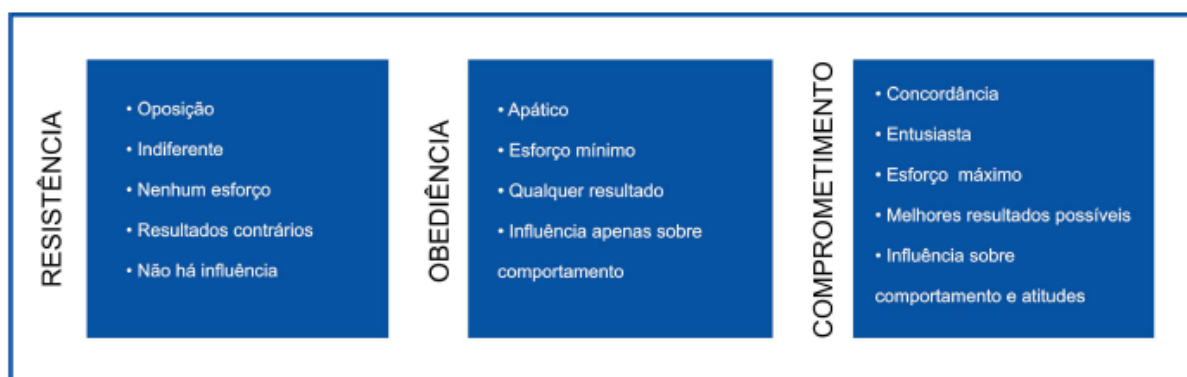 RESISTÊNCIA
• Oposição
• Indiferente
• Nenhum esforço
• Resultados contrários
• Não há influência
OBEDIÊNCIA
• Apático
• Esforço mínimo
• Qualquer resultado
• Influência apenas sobre
comportamento
COMPROMETIMENTO
• Concordância
• Entusiasta
• Esforço máximo
• Melhores resultados possíveis
• Influência sobre
comportamento e atitudes